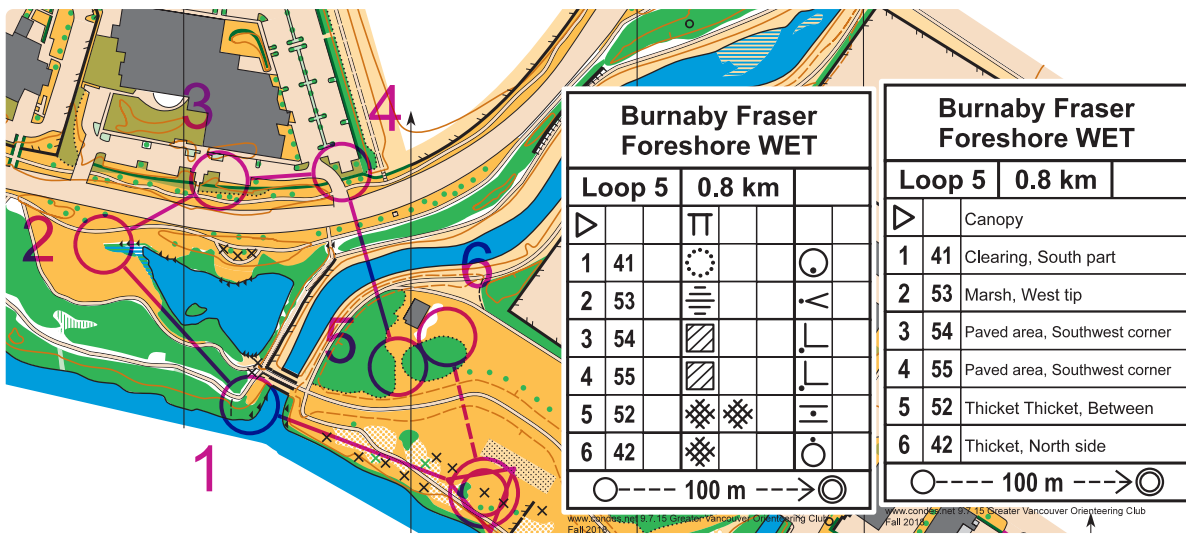 3
4
2
6
5
1
Burnaby Fraser
Foreshore WET
Loop 5 0.8 km
1 41
2 53
3 54
4 55
5 52
6 42
100 m
www.condes.net 9.7.15 Greater Vancouver Orienteering Club
Fall 2018
Burnaby Fraser
Foreshore WET
Loop 5 0.8 km
Canopy
1 41 Clearing, South part
2 53 Marsh, West tip
3 54 Paved area, Southwest corner
4 55 Paved area, Southwest corner
5 52 Thicket Thicket, Between
6 42 Thicket, North side
100 m
www.condes.net 9.7.15 Greater Vancouver Orienteering Club
Fall 2018